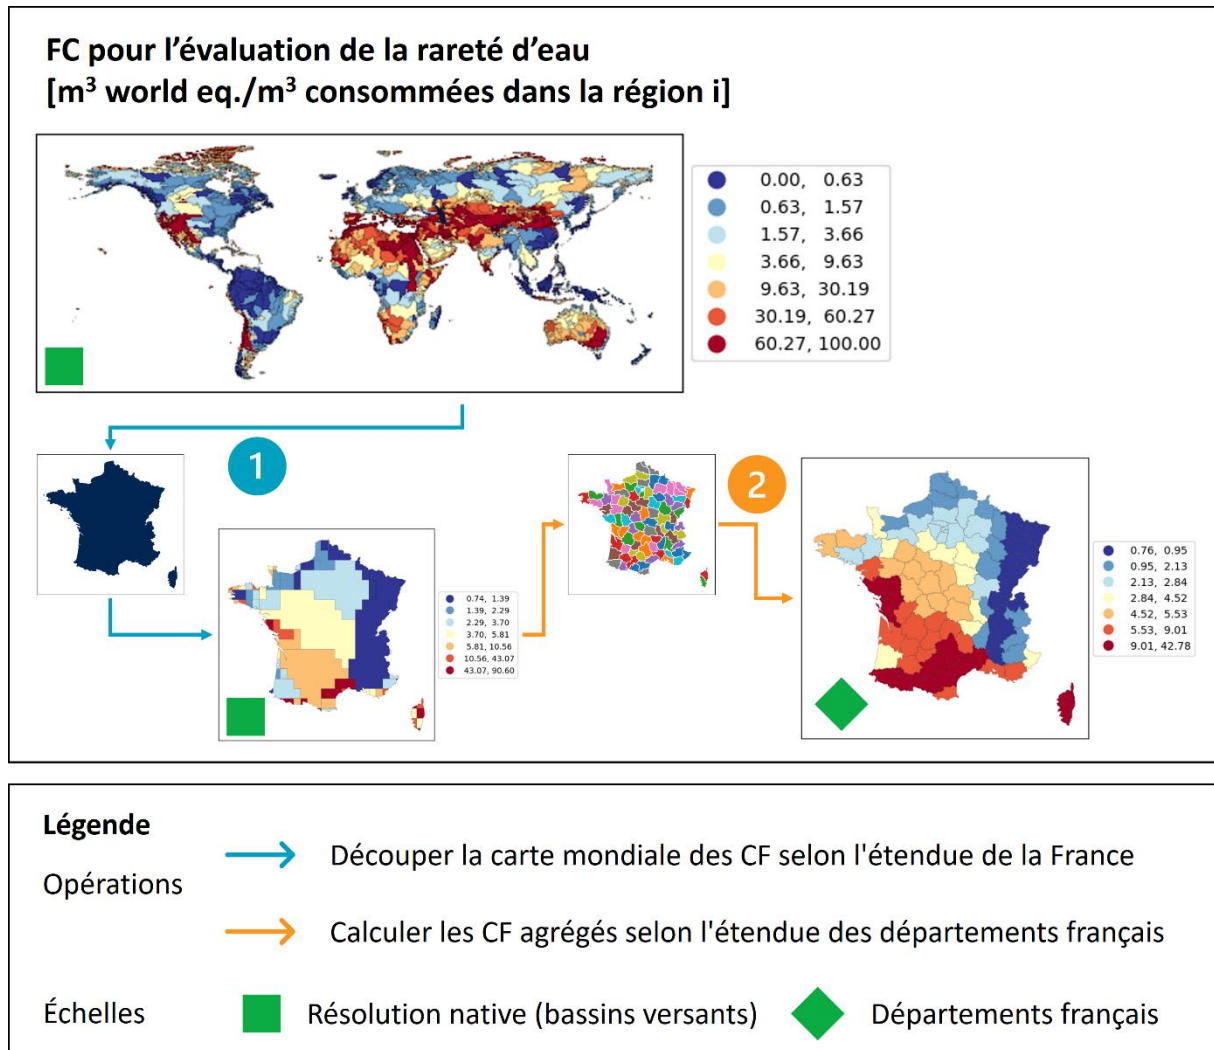 FC pour l’évaluation de la rareté d’eau
[m³ world eq./m³ consommées dans la région i]
0.00, 0.63
0.63, 1.57
1.57, 3.66
3.66, 9.63
9.63, 30.19
30.19, 60.27
60.27, 100.00
1
2
0.74, 1.39
1.39, 2.29
2.29, 3.70
3.70, 5.81
5.81, 10.56
10.56, 43.07
43.07, 90.60
0.76, 0.95
0.95, 2.13
2.13, 2.84
2.84, 4.52
4.52, 5.53
5.53, 9.01
9.01, 42.78
Légende
Opérations
Découper la carte mondiale des CF selon l'étendue de la France
Calculer les CF agrégés selon l'étendue des départements français
Échelles
Résolution native (bassins versants)
Départements français